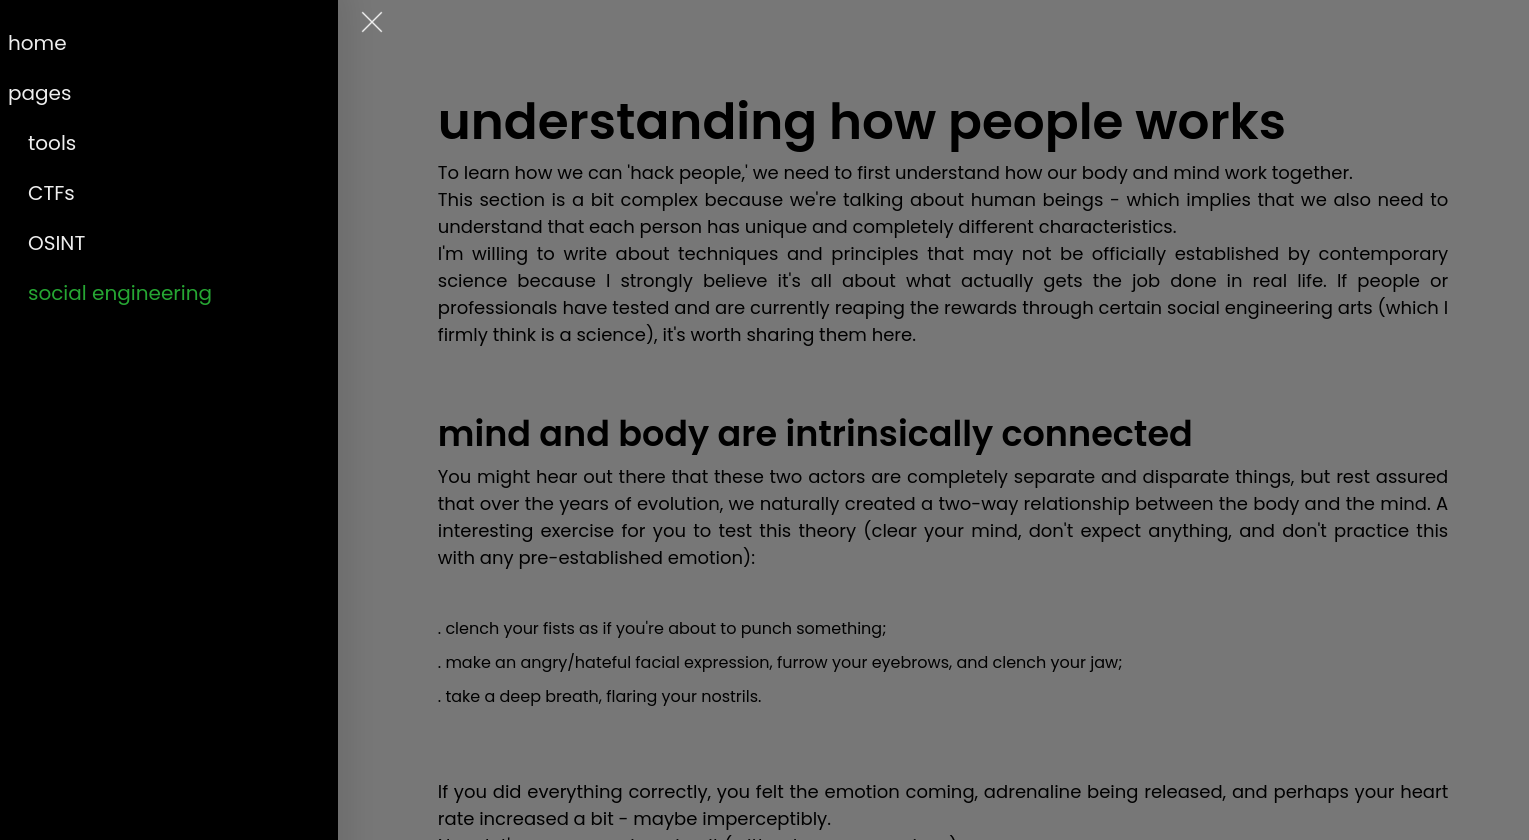 home
pages
tools
CTFs
OSINT
social engineering
understanding how people works
To learn how we can 'hack people,' we need to first understand how our body and mind work together.
This section is a bit complex because we're talking about human beings - which implies that we also need to
understand that each person has unique and completely different characteristics.
I'm willing to write about techniques and principles that may not be officially established by contemporary
science because I strongly believe it's all about what actually gets the job done in real life. If people or
professionals have tested and are currently reaping the rewards through certain social engineering arts (which I
firmly think is a science), it's worth sharing them here.
mind and body are intrinsically connected
You might hear out there that these two actors are completely separate and disparate things, but rest assured
that over the years of evolution, we naturally created a two-way relationship between the body and the mind. A
interesting exercise for you to test this theory (clear your mind, don't expect anything, and don't practice this
with any pre-established emotion):
. clench your fists as if you're about to punch something;
. make an angry/hateful facial expression, furrow your eyebrows, and clench your jaw;
. take a deep breath, flaring your nostrils.
If you did everything correctly, you felt the emotion coming, adrenaline being released, and perhaps your heart
rate increased a bit - maybe imperceptibly.